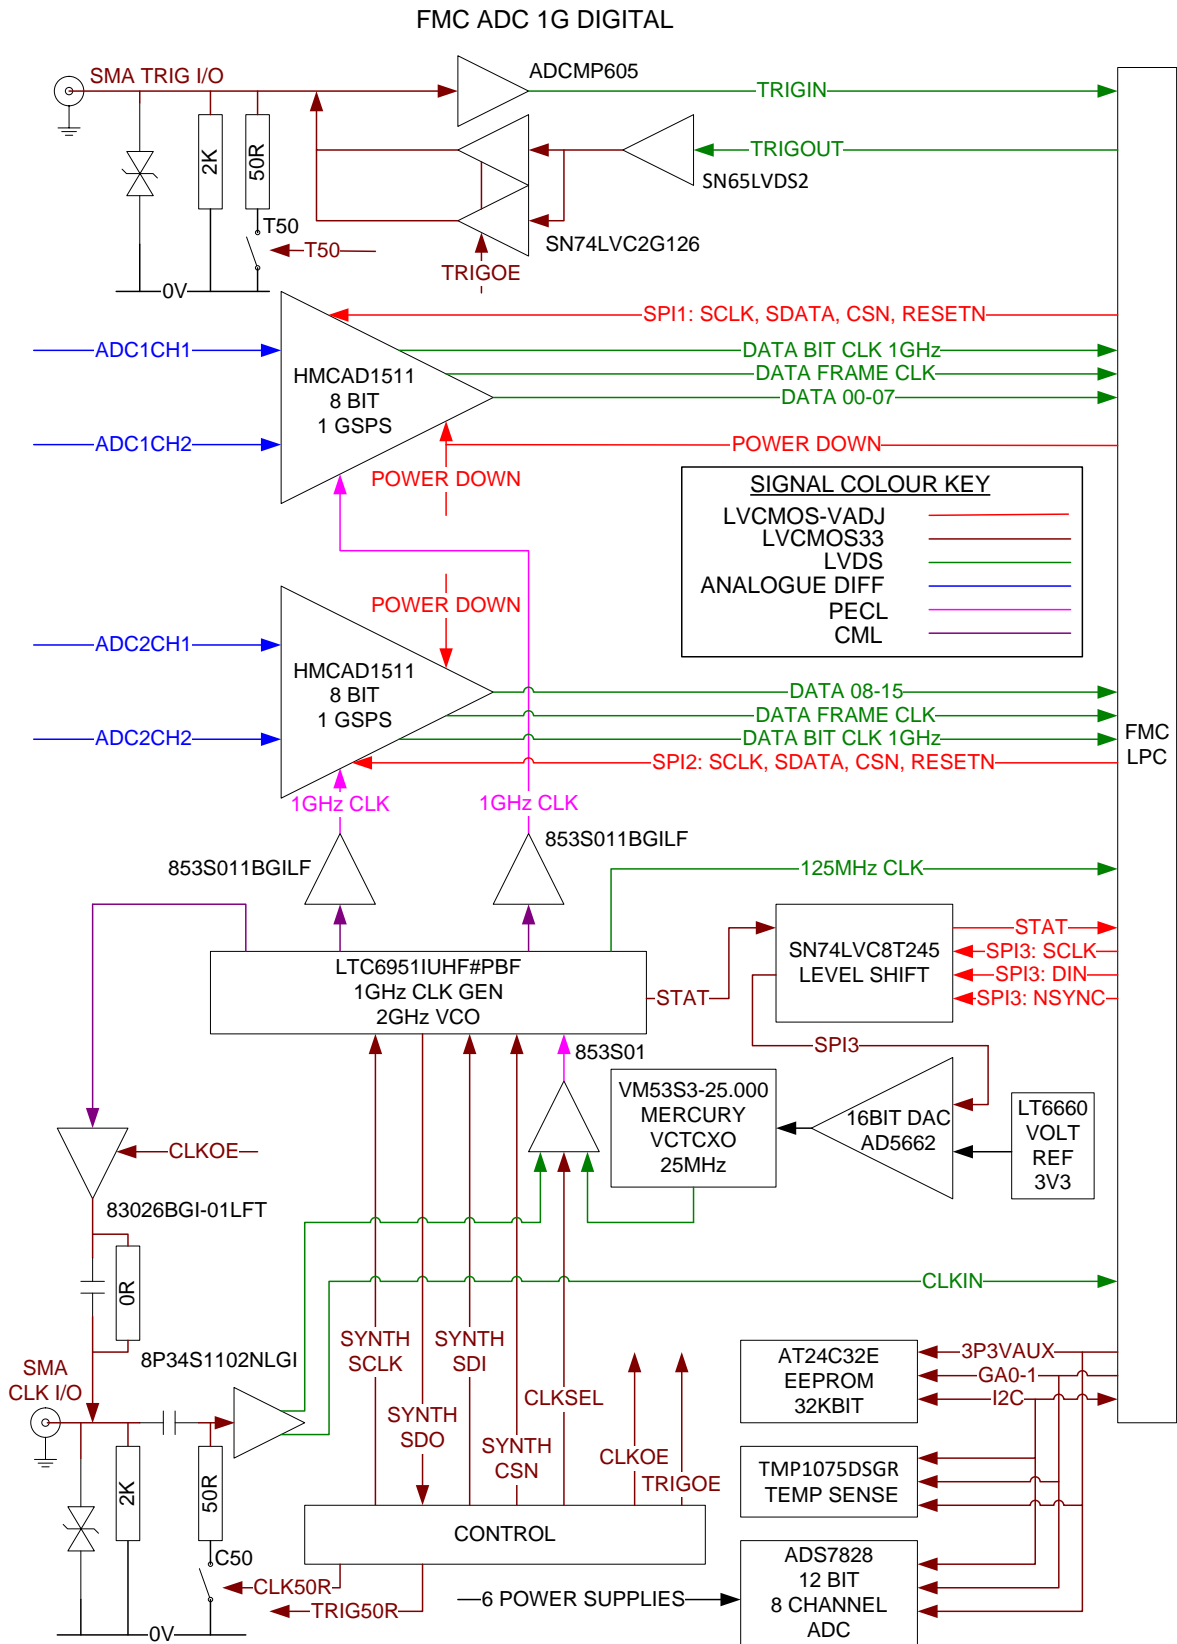 FMC ADC 1G DIGITAL
SMA TRIG I/O
ADCMP605
TRIGIN
2K
50R
TRIGOUT
SN65LVDS2
T50
T50
SN74LVC2G126
TRIGOE
0V
SPI1: SCLK, SDATA, CSN, RESETN
ADC1CH1
DATA BIT CLK 1GHz
HMCAD1511
8 BIT
1 GSPS
DATA FRAME CLK
DATA 00-07
ADC1CH2
POWER DOWN
POWER DOWN
SIGNAL COLOUR KEY
LVCMOS-VADJ
LVCMOS33
LVDS
ANALOGUE DIFF
PECL
CML
POWER DOWN
ADC2CH1
HMCAD1511
8 BIT
1 GSPS
DATA 08-15
DATA FRAME CLK
ADC2CH2
DATA BIT CLK 1GHz
FMC
LPC
SPI2: SCLK, SDATA, CSN, RESETN
1GHz CLK
1GHz CLK
853S011BGILF
853S011BGILF
125MHz CLK
LTC6951IUHF#PBF
1GHz CLK GEN
2GHz VCO
STAT
SN74LVC8T245
LEVEL SHIFT
STAT
SPI3: SCLK
SPI3: DIN
SPI3: NSYNC
SPI3
853S01
VM53S3-25.000
MERCURY
VCTCXO
25MHz
16BIT DAC
AD5662
LT6660
VOLT
REF
3V3
CLKOE
83026BGI-01LFT
0R
CLKIN
8P34S1102NLGI
SMA
CLK I/O
SYNTH
SCLK
SYNTH
SDI
SYNTH
SDO
SYNTH
CSN
CLKSEL
CLKOE
TRIGOE
AT24C32E
EEPROM
32KBIT
3P3VAUX
GA0-1
I2C
2K
50R
TMP1075DSGR
TEMP SENSE
CONTROL
C50
CLK50R
TRIG50R
0V
6 POWER SUPPLIES
ADS7828
12 BIT
8 CHANNEL
ADC